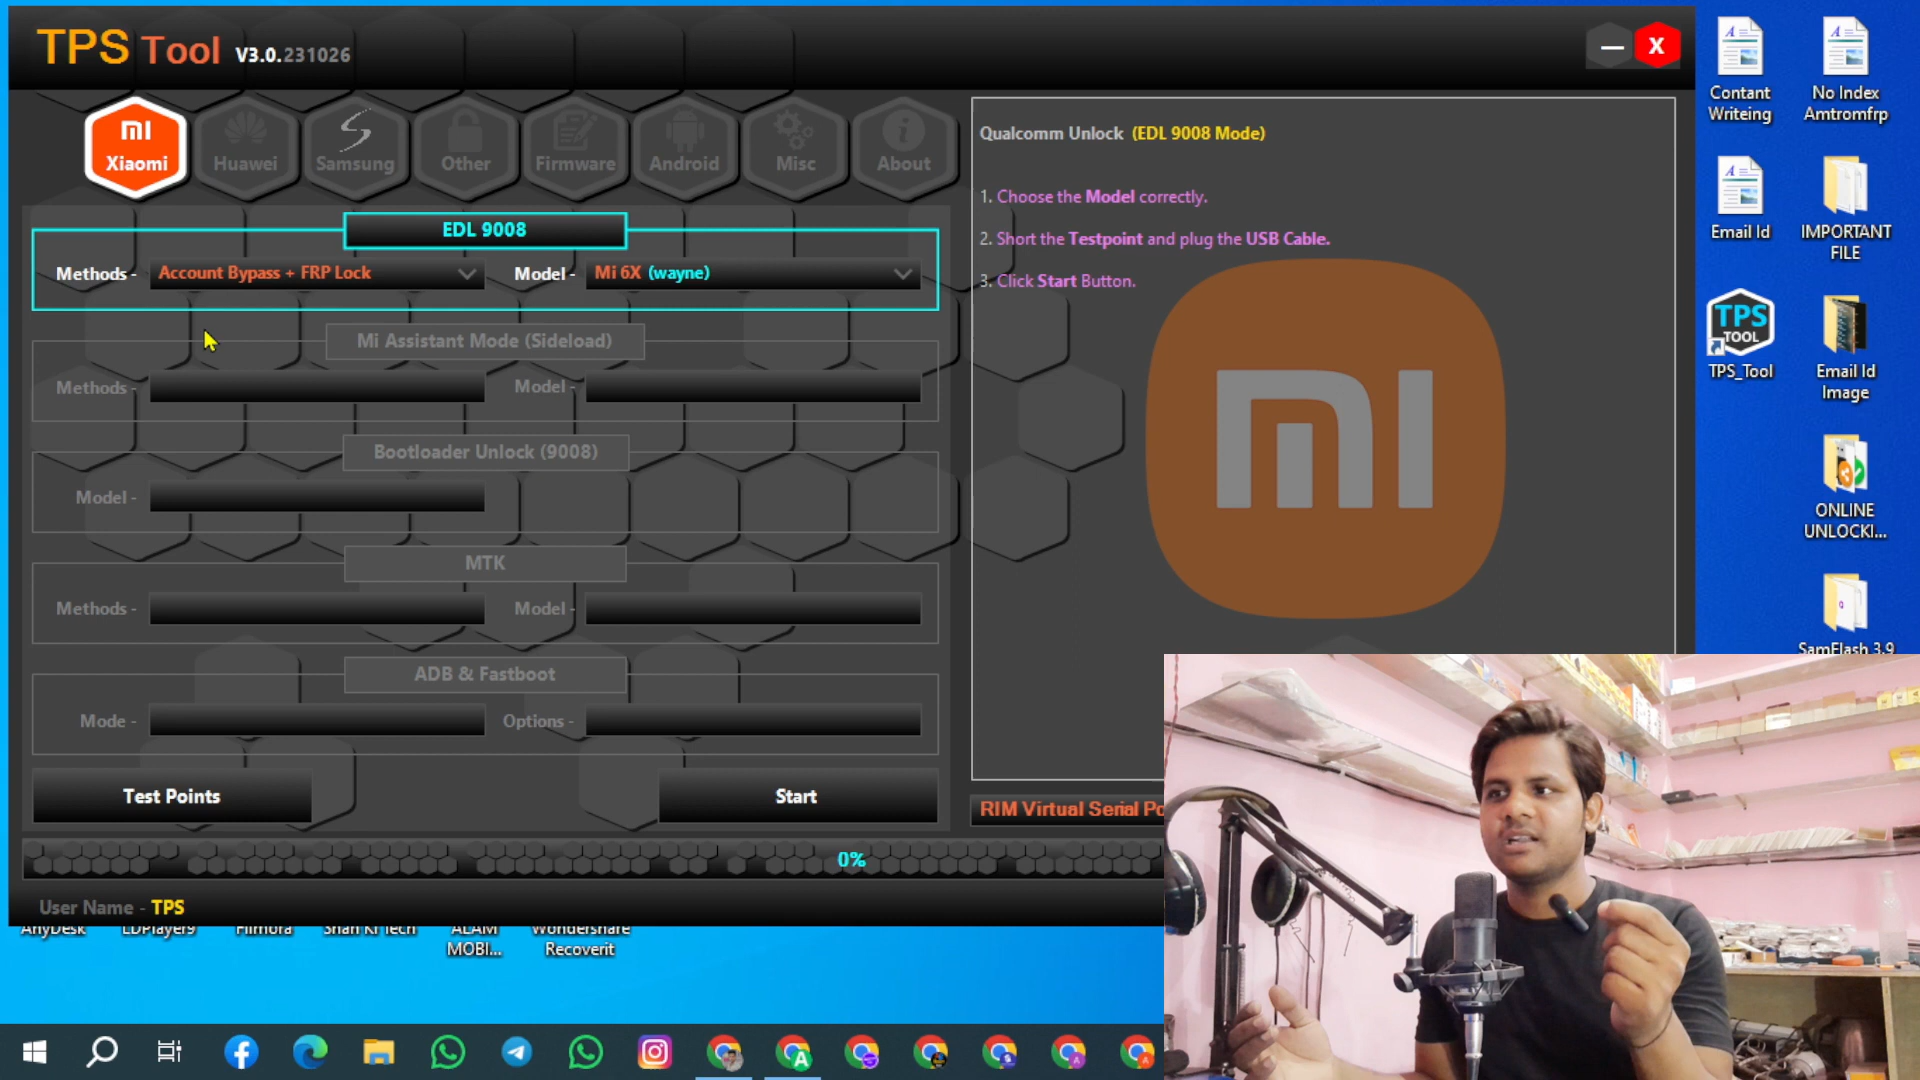 TPS Tool V3.0.231026
X
Xiaomi
Huawei
Samsung
Other
Firmware
Android
Misc
About
EDL 9008
Methods - Account Bypass + FRP Lock
Model - Mi 6X (wayne)
Mi Assistant Mode (Sideload)
Methods -
Model -
Bootloader Unlock (9008)
Model -
MTK
Methods -
Model -
ADB & Fastboot
Mode -
Options -
Test Points
Start
0%
User Name - TPS
Qualcomm Unlock (EDL 9008 Mode)
1. Choose the Model correctly.
2. Short the Testpoint and plug the USB Cable.
3. Click Start Button.
RIM Virtual Serial Po
Contant
Writeing
No Index
Amtromfrp
Email Id
IMPORTANT
FILE
TPS
TOOL
TPS_Tool
Email Id
Image
ONLINE
UNLOCKI...
SamFlash 3.9
AnyDesk
LDPlayer9
Filmora
Shan Ki Tech
ALAM
MOBI...
Wondershare
Recoverit